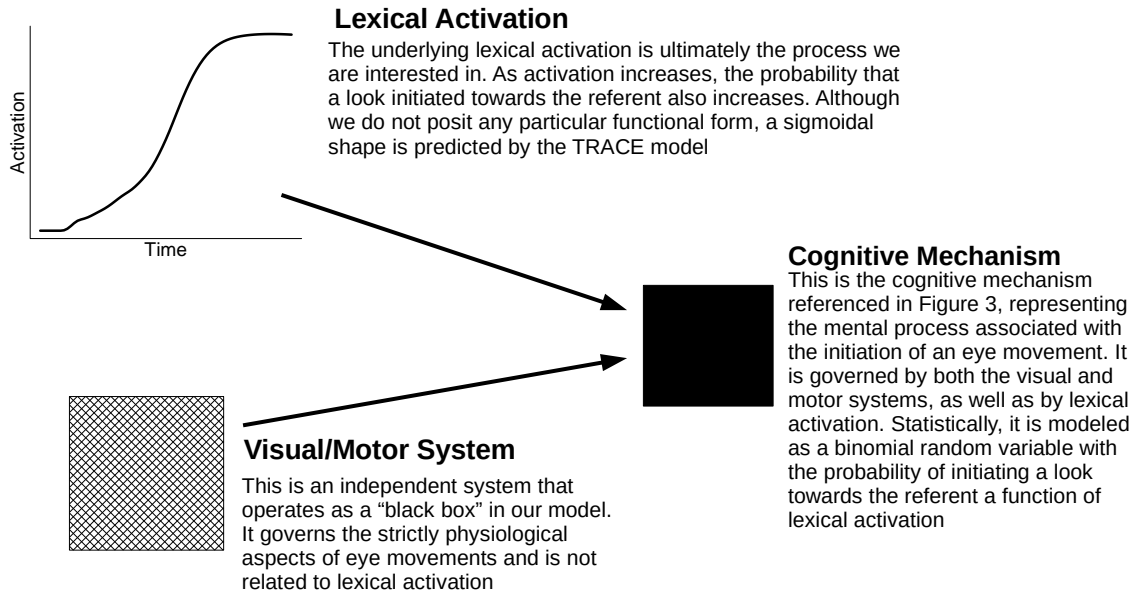 Lexical Activation
The underlying lexical activation is ultimately the process we
are interested in. As activation increases, the probability that
a look initiated towards the referent also increases. Although
we do not posit any particular functional form, a sigmoidal
shape is predicted by the TRACE model
Activation
Time
Cognitive Mechanism
This is the cognitive mechanism
referenced in Figure 3, representing
the mental process associated with
the initiation of an eye movement. It
is governed by both the visual and
motor systems, as well as by lexical
activation. Statistically, it is modeled
as a binomial random variable with
the probability of initiating a look
towards the referent a function of
lexical activation
Visual/Motor System
This is an independent system that
operates as a “black box” in our model.
It governs the strictly physiological
aspects of eye movements and is not
related to lexical activation